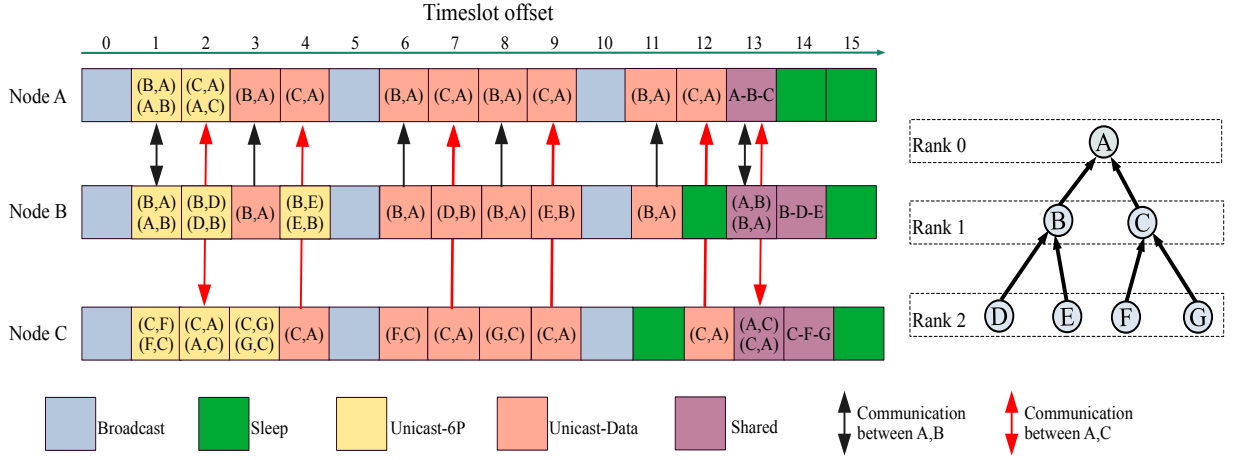 Timeslot offset
0 1 2 3 4 5 6 7 8 9 10 11 12 13 14 15
Node A
(B,A) (C,A) (B,A) (C,A) (B,A) (C,A) (B,A) (C,A) (B,A) (C,A) A-B-C
(A,B) (A,C)
Node B
(B,A) (B,D) (B,A) (B,E) (B,A) (D,B) (B,A) (E,B) (B,A) (A,B) B-D-E
(A,B) (D,B) (E,B) (B,A)
Node C
(C,F) (C,A) (C,G) (C,A) (F,C) (C,A) (G,C) (C,A) (C,A) (A,C) C-F-G
(F,C) (A,C) (G,C) (C,A)
Rank 0
A
Rank 1
B C
Rank 2
D E F G
Broadcast
Sleep
Unicast-6P
Unicast-Data
Shared
Communication
between A,B
Communication
between A,C